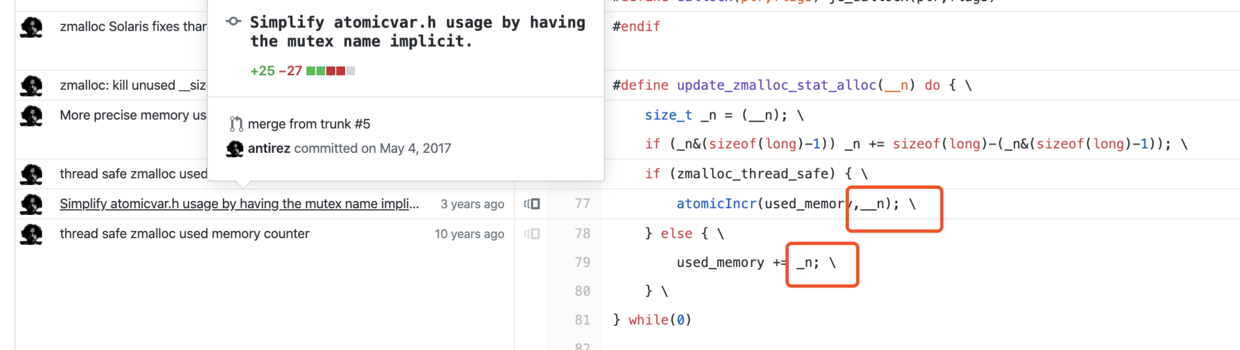 zmalloc Solaris fixes than
zmalloc: kill unused __siz
More precise memory us
thread safe zmalloc used
Simplify atomicvar.h usage by having the mutex name impli... 3 years ago
thread safe zmalloc used memory counter 10 years ago
Simplify atomicvar.h usage by having
the mutex name implicit.
+25 −27
merge from trunk #5
antirez committed on May 4, 2017
#endif
#define update_zmalloc_stat_alloc(__n) do { \
size_t _n = (__n); \
if (_n&(sizeof(long)-1)) _n += sizeof(long)-(_n&(sizeof(long)-1)); \
if (zmalloc_thread_safe) { \
77 atomicIncr(used_memory,__n); \
78 } else { \
79 used_memory += _n; \
80 } \
81 } while(0)
82